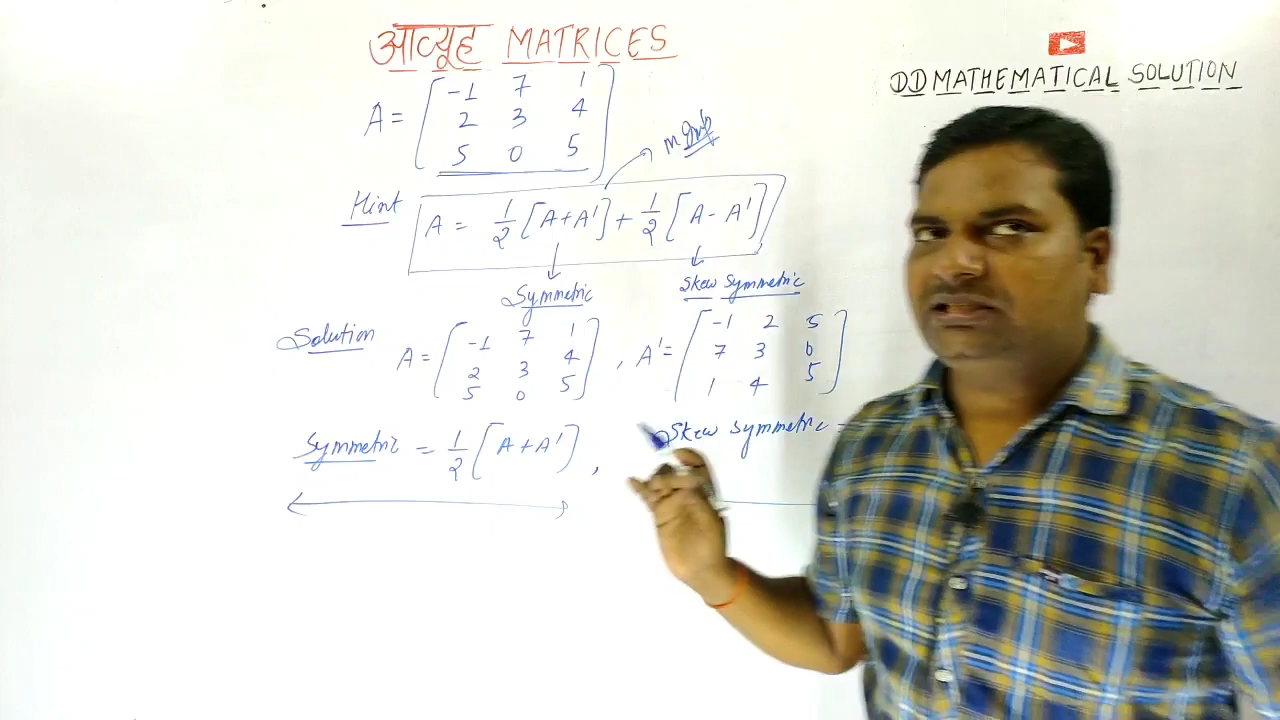 आव्यूह MATRICES
DD MATHEMATICAL SOLUTION
A = [ -1 7 1
2 3 4
5 0 5 ]
Hint A = 1/2 [A + A'] + 1/2 [A - A']
Symmetric Skew Symmetric
Solution A = [ -1 7 1
2 3 4
5 0 5 ]
, A' = [ -1 2 5
7 3 0
1 4 5 ]
Symmetric = 1/2 [A + A'] , Skew Symmetric